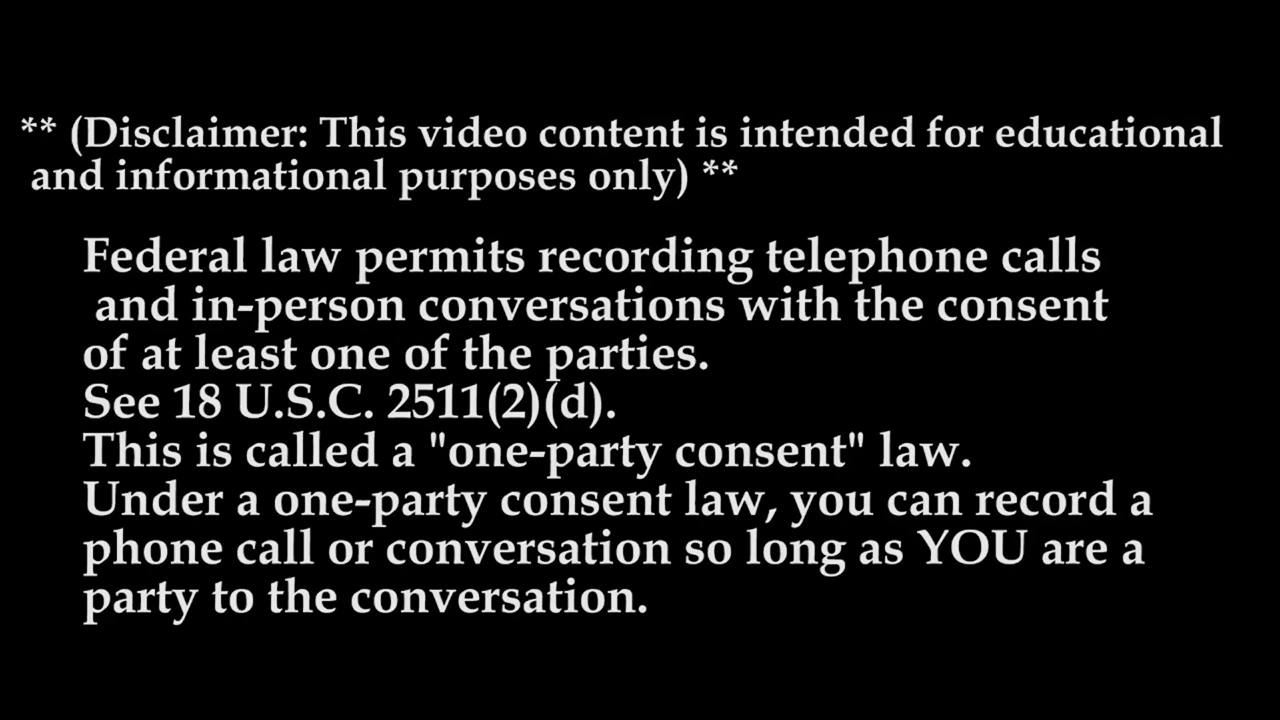 ** (Disclaimer: This video content is intended for educational
and informational purposes only) **
Federal law permits recording telephone calls
and in-person conversations with the consent
of at least one of the parties.
See 18 U.S.C. 2511(2)(d).
This is called a "one-party consent" law.
Under a one-party consent law, you can record a
phone call or conversation so long as YOU are a
party to the conversation.